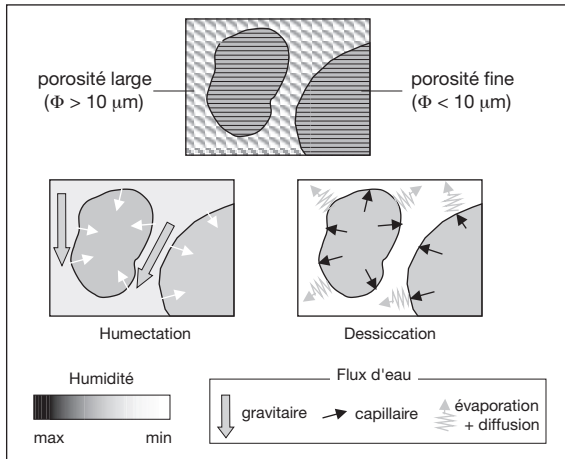 porosité large
(Φ > 10 μm)
porosité fine
(Φ < 10 μm)
Humectation
Dessiccation
Humidité
max
min
Flux d'eau
gravitaire
capillaire
évaporation
+ diffusion